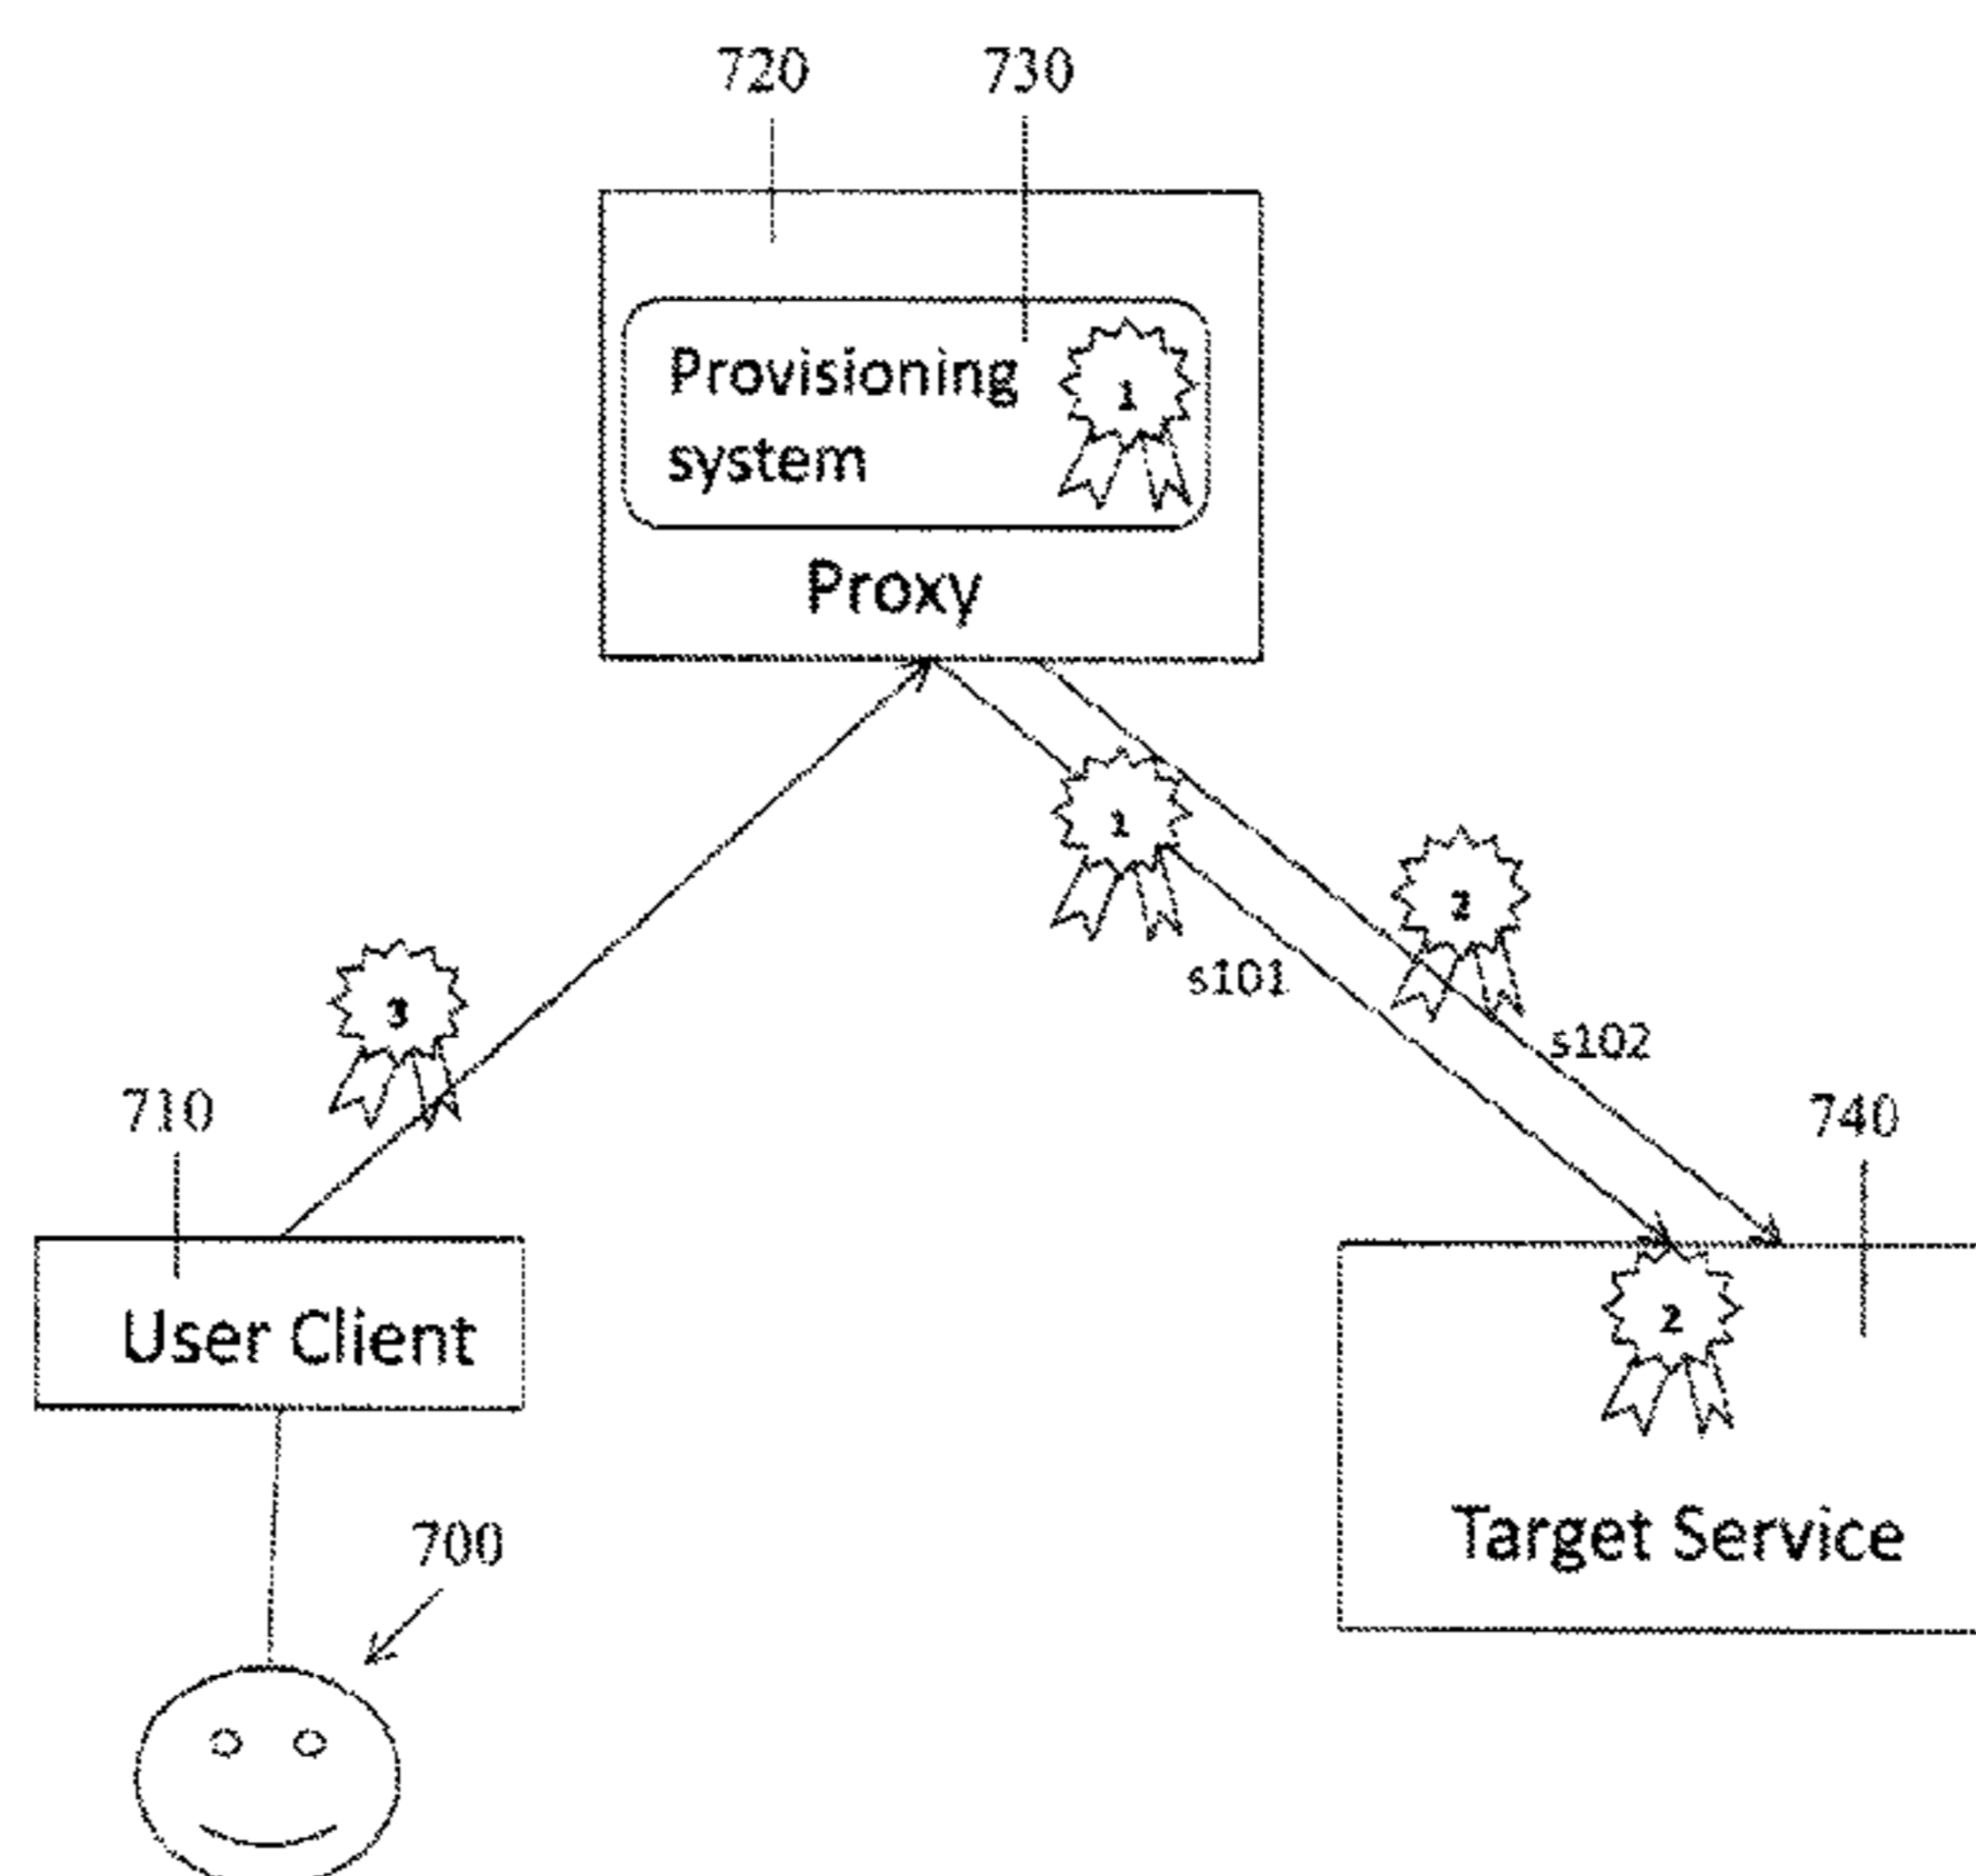 720 730
Provisioning 1
system
Proxy
1
2
s101
3
s102
710
740
User Client
2
Target Service
700